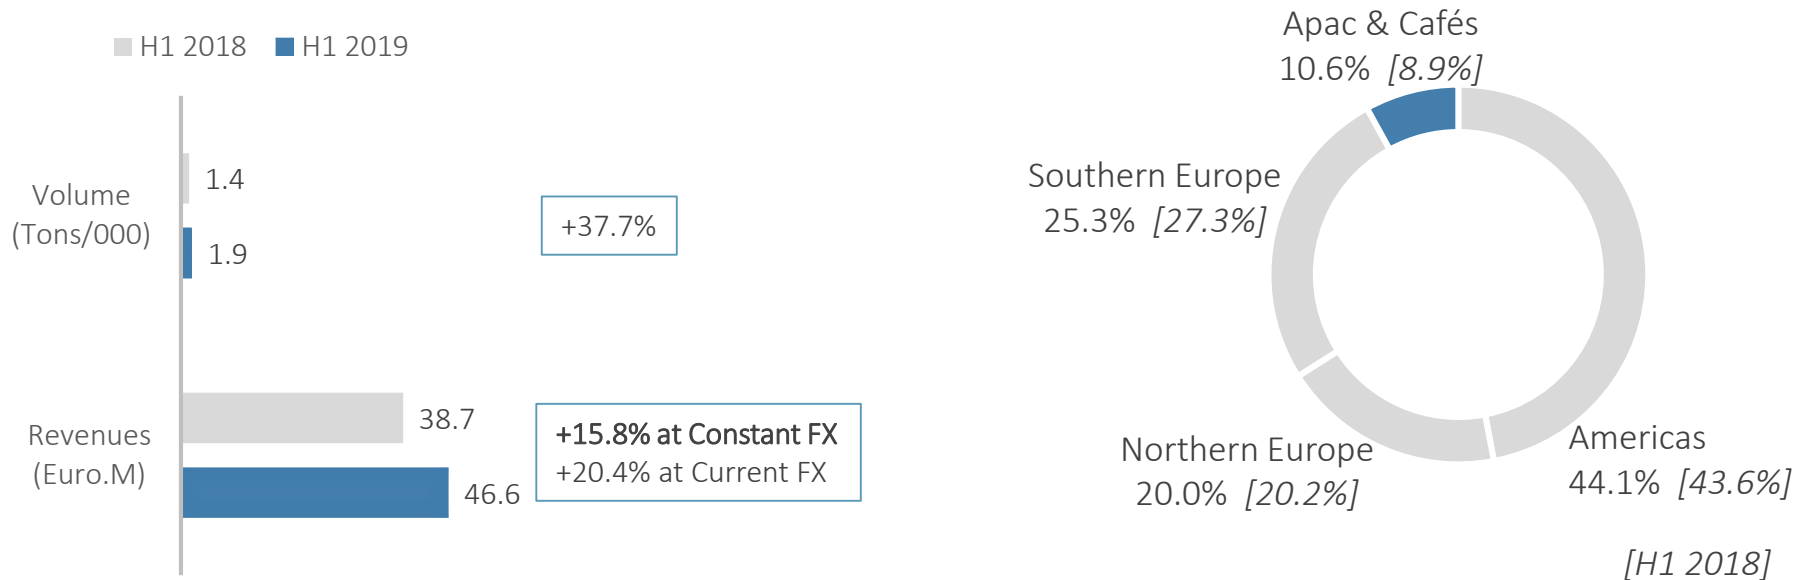 H1 2018
H1 2019
Volume
(Tons/000)
1.4
1.9
+37.7%
Revenues
(Euro.M)
38.7
46.6
+15.8% at Constant FX
+20.4% at Current FX
Apac & Cafés
10.6% [8.9%]
Southern Europe
25.3% [27.3%]
Northern Europe
20.0% [20.2%]
Americas
44.1% [43.6%]
[H1 2018]